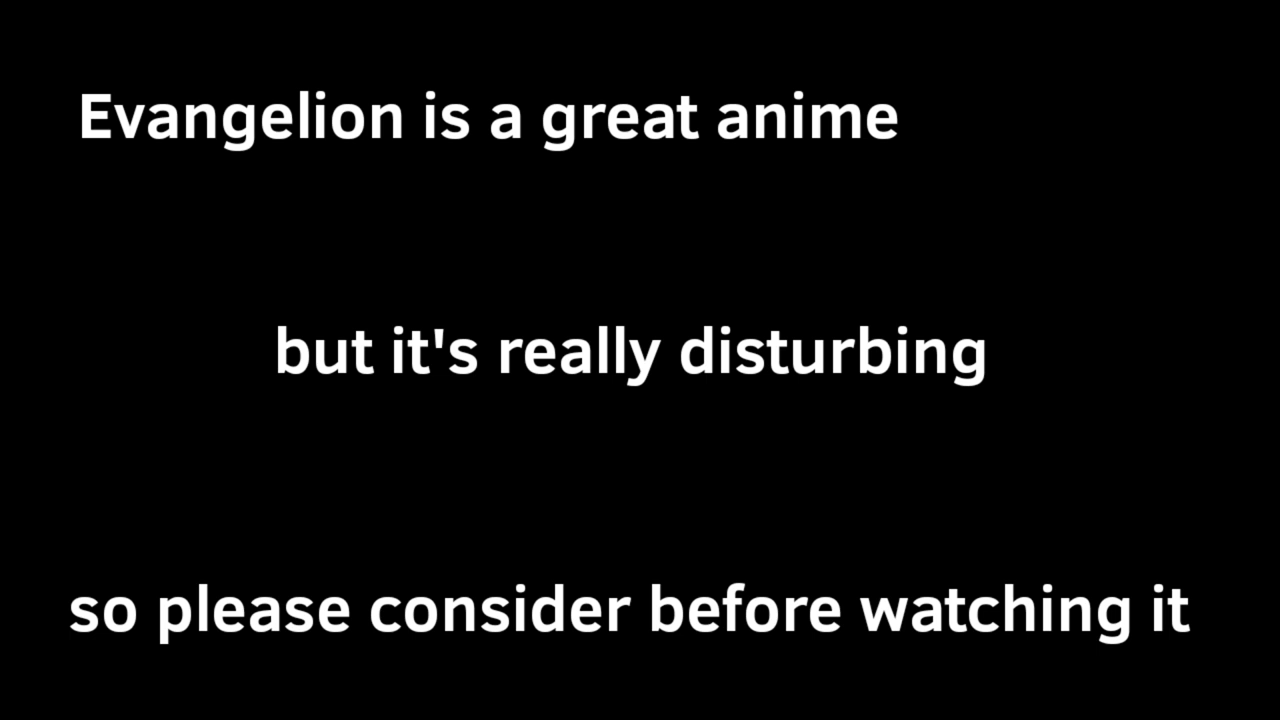 Evangelion is a great anime
but it's really disturbing
so please consider before watching it